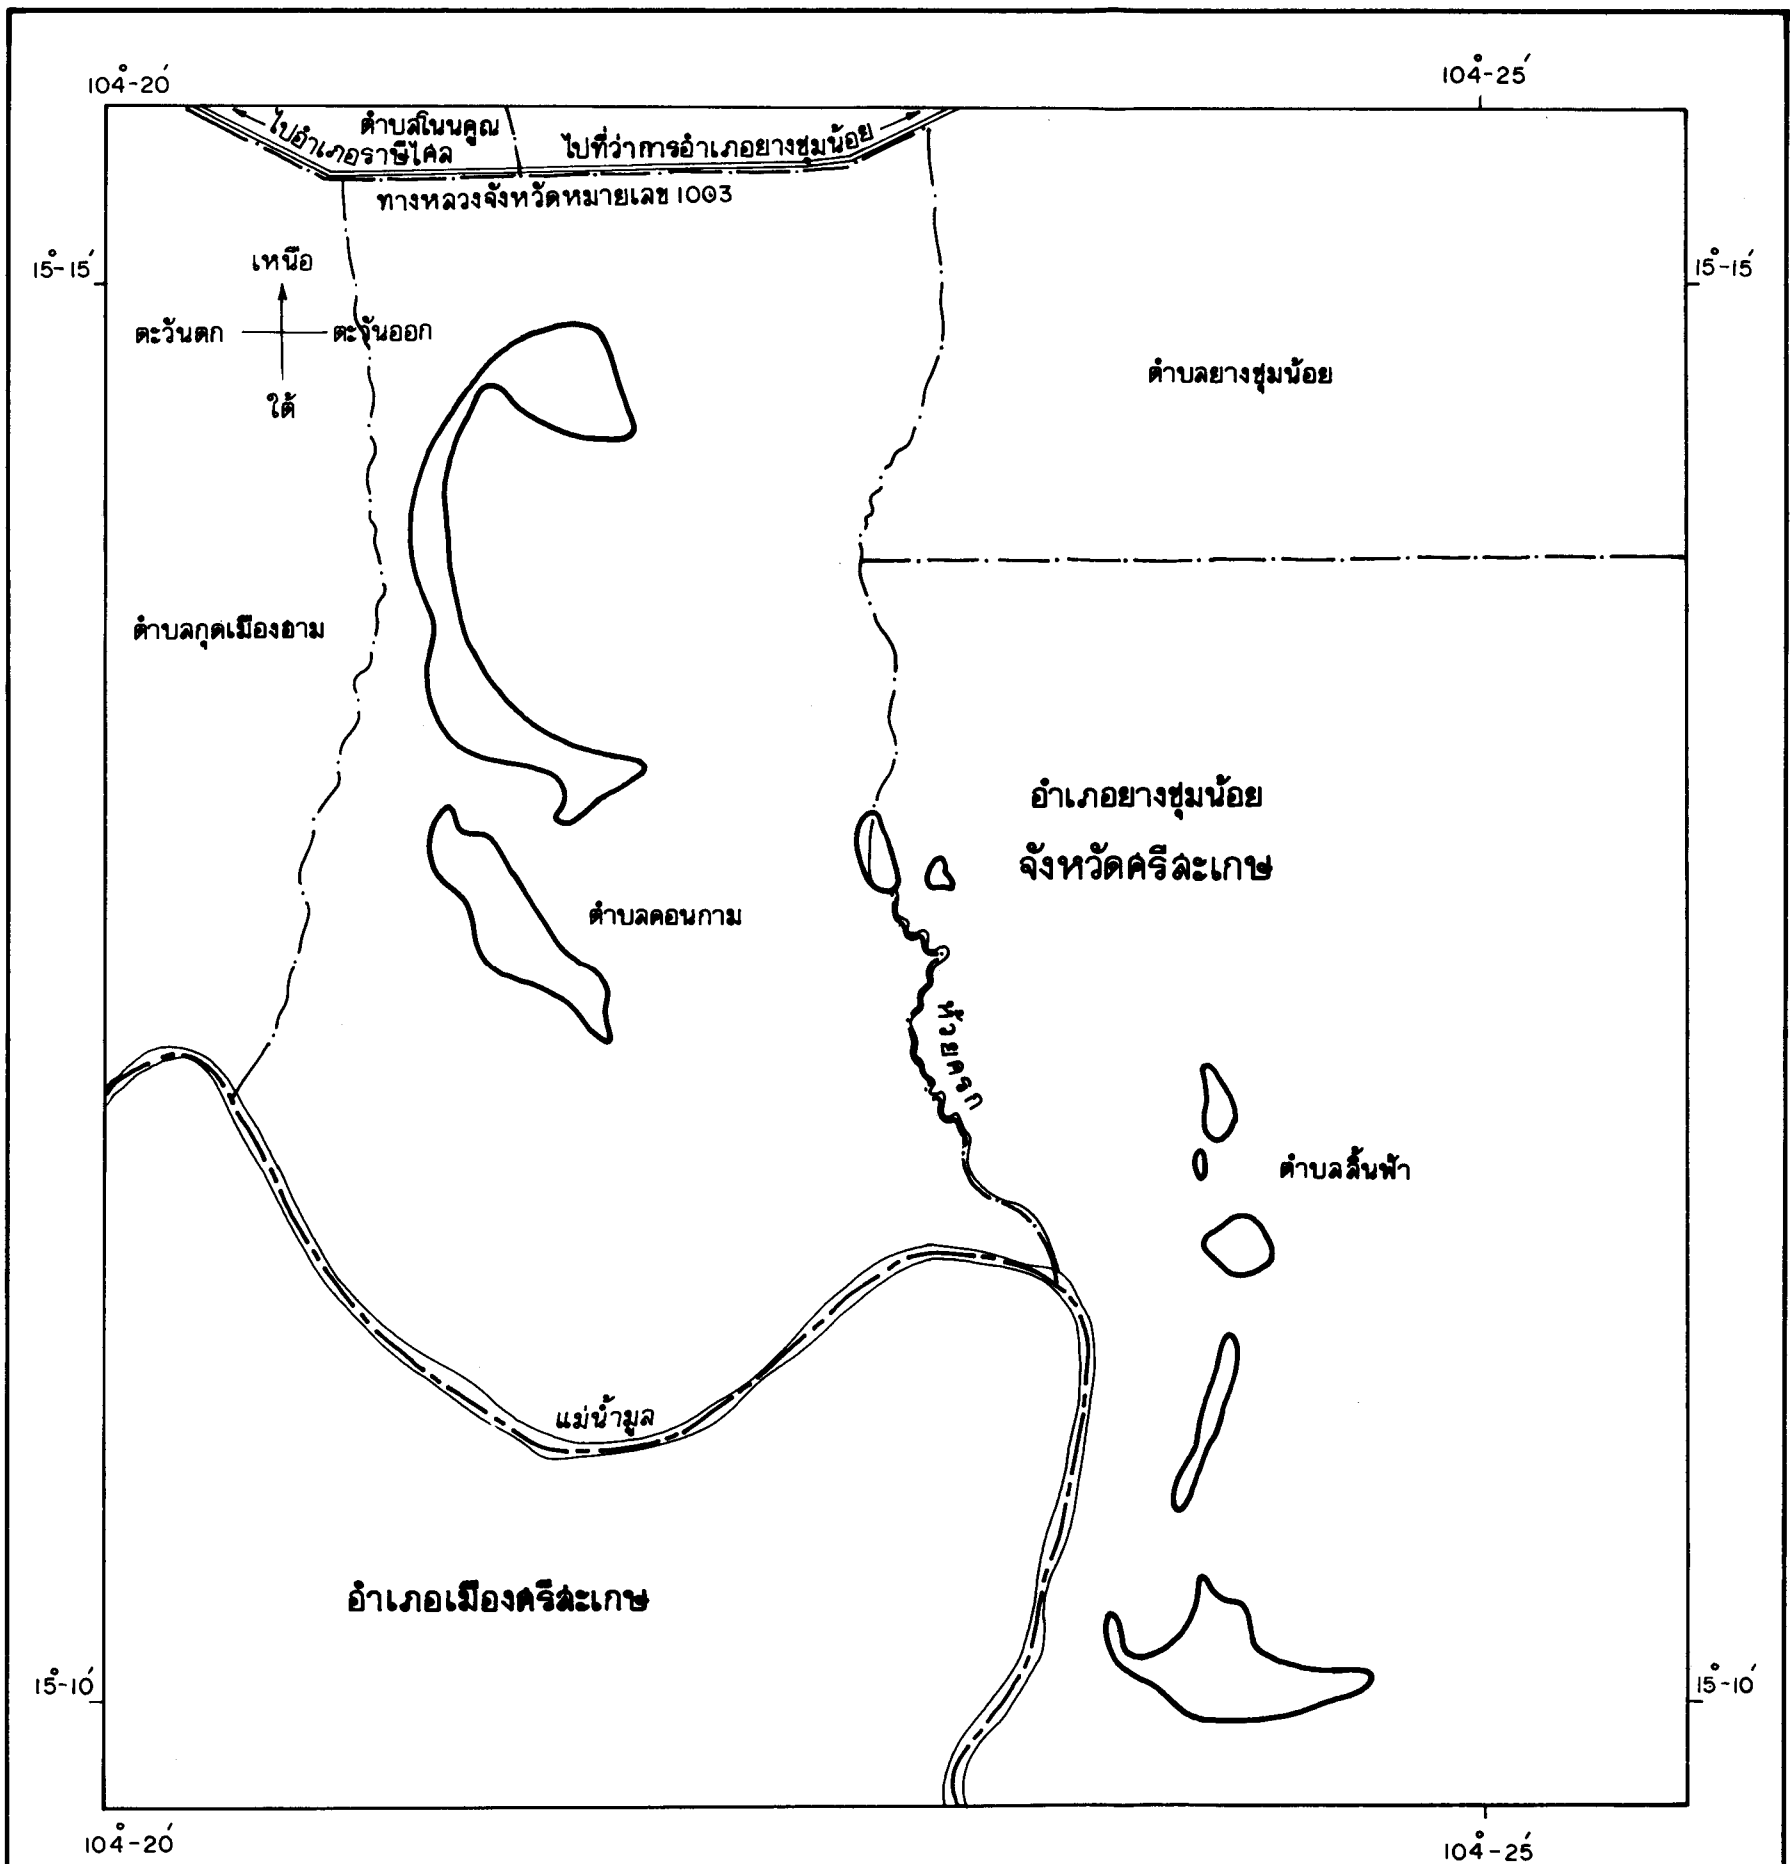 104°-20′
104°-25′
ตำบลโนนคูณ
ไปอำเภอราษีไศล
ไปที่ว่าการอำเภอยางชุมน้อย
ทางหลวงจังหวัดหมายเลข 1003
15°-15′
15°-15′
เหนือ
ตะวันตก
ตะวันออก
ใต้
ตำบลยางชุมน้อย
ตำบลกุดเมืองฮาม
อำเภอยางชุมน้อย
จังหวัดศรีสะเกษ
ตำบลคอนกาม
ห้วยครก
ตำบลลิ้นฟ้า
แม่น้ำมูล
อำเภอเมืองศรีสะเกษ
15°-10′
15°-10′
104°-20′
104°-25′